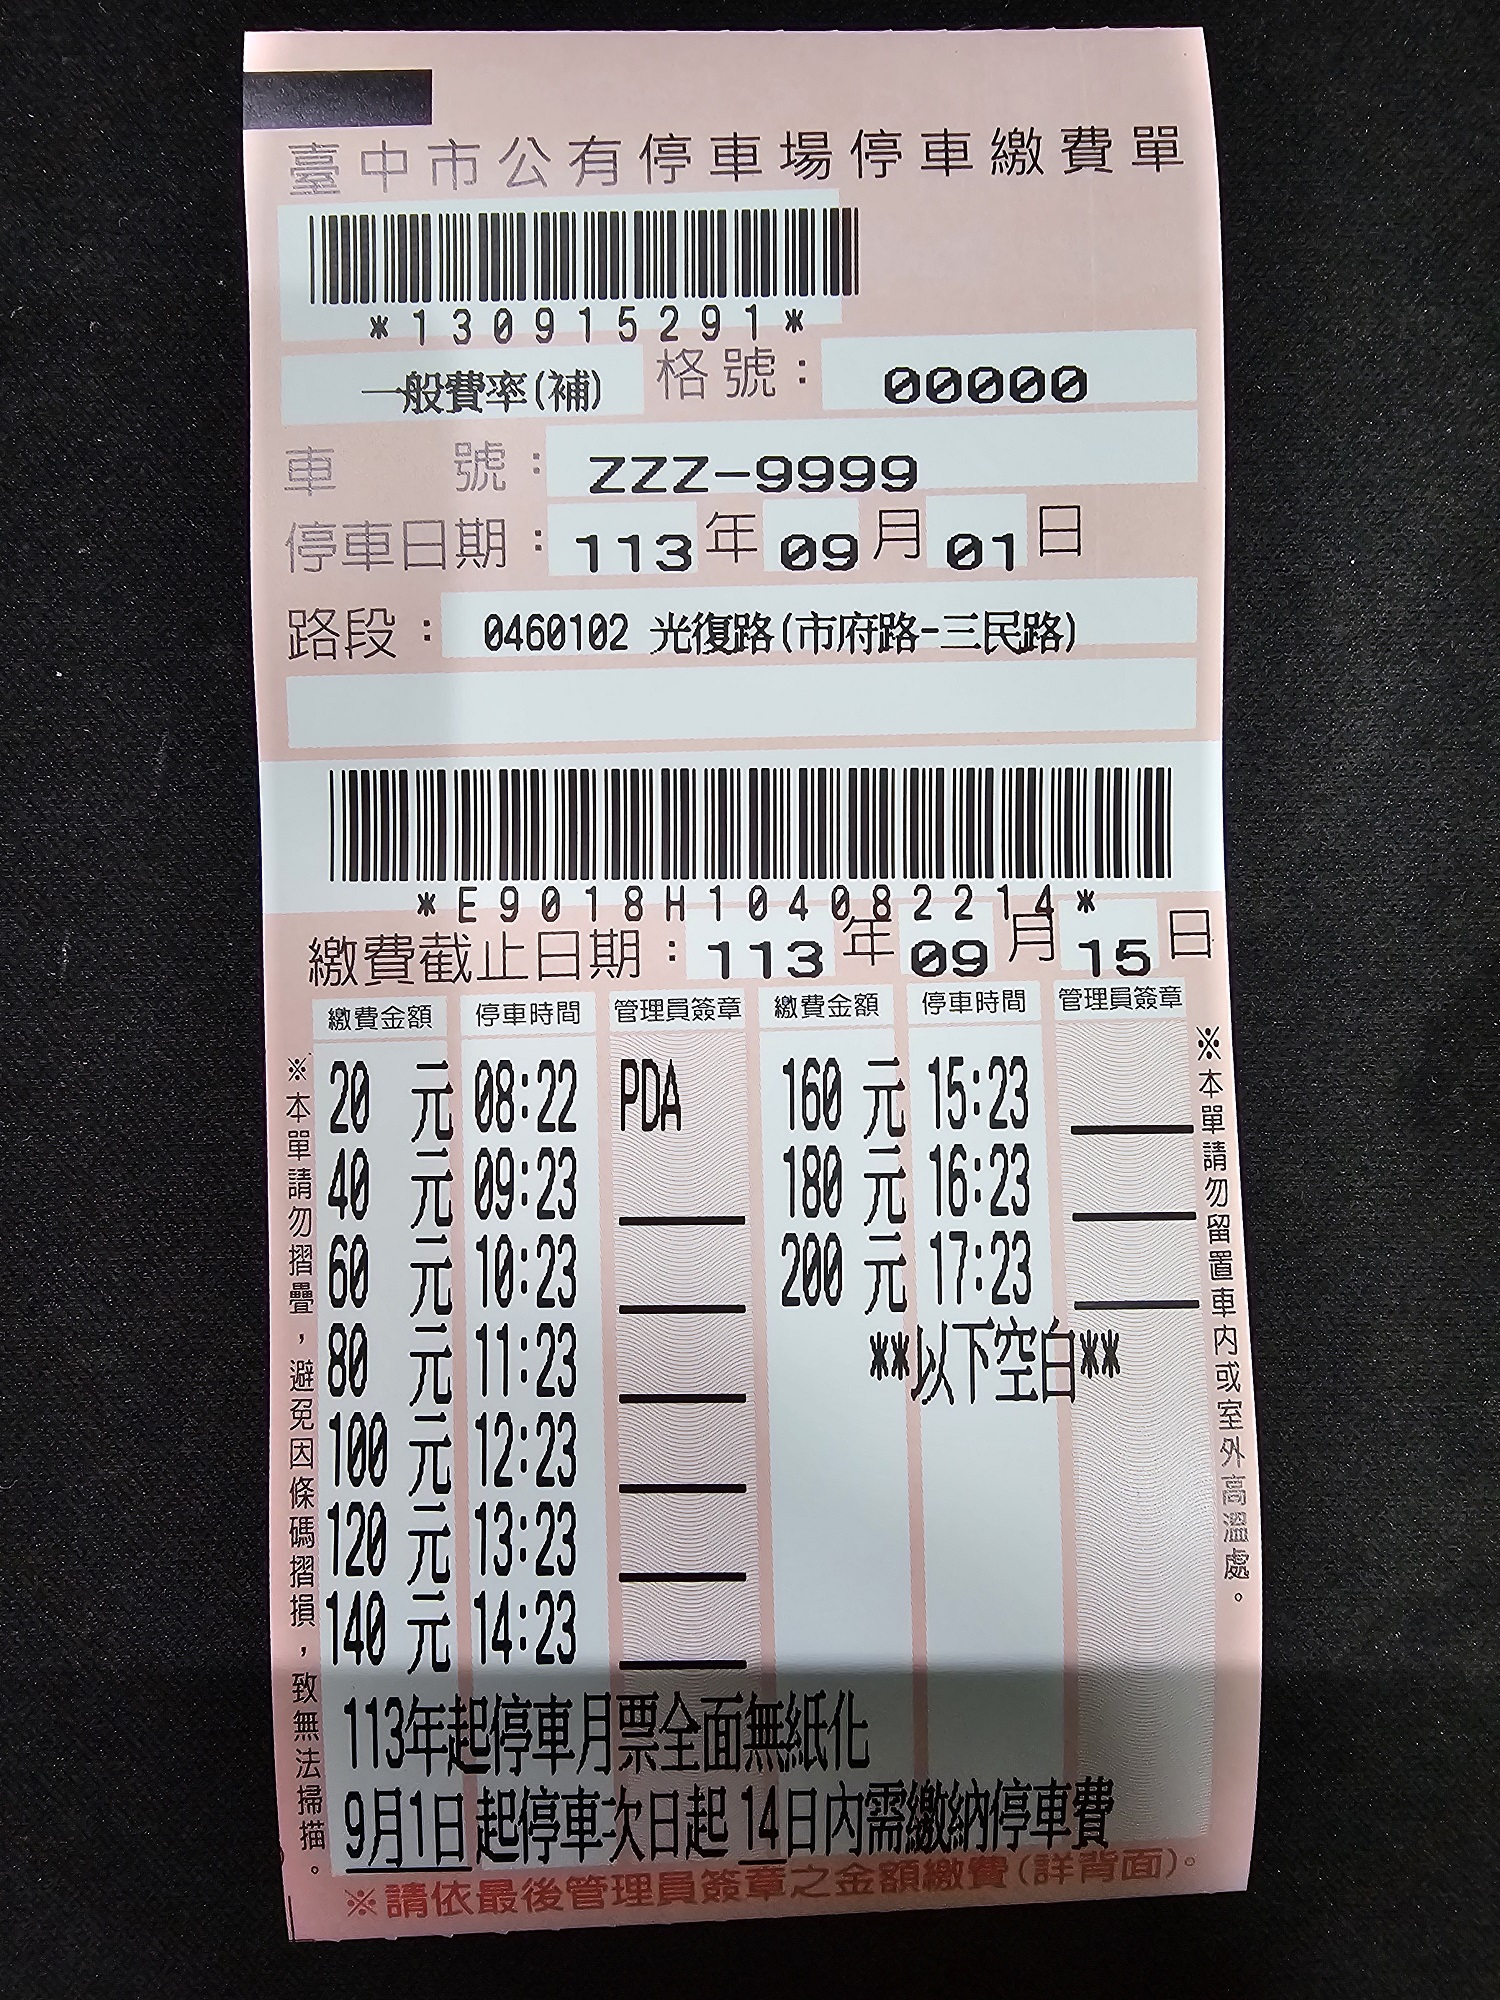 臺中市公有停車場停車繳費單
*130915291*
一般費率(補) 格號：00000
車號：ZZZ-9999
停車日期：113年09月01日
路段：0460102 光復路(市府路-三民路)
*E9018H104082214*
繳費截止日期：113年09月15日
繳費金額 停車時間 管理員簽章 繳費金額 停車時間 管理員簽章
20 元 08:22 PDA 160 元 15:23
40 元 09:23 180 元 16:23
60 元 10:23 200 元 17:23
80 元 11:23 **以下空白**
100 元 12:23
120 元 13:23
140 元 14:23
113年起停車月票全面無紙化
9月1日起停車次日起14日內需繳納停車費
※請依最後管理員簽章之金額繳費(詳背面)。
※本單請勿摺疊，避免因條碼摺損，致無法掃描。
※本單請勿留置車內或室外高溫處。